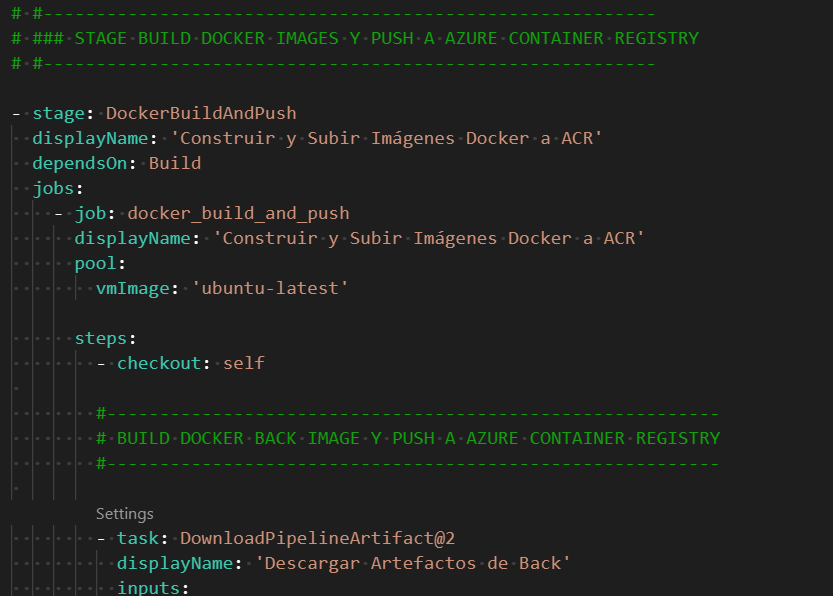 # #----------------------------------------------------------
# ### STAGE BUILD DOCKER IMAGES Y PUSH A AZURE CONTAINER REGISTRY
# #----------------------------------------------------------
- stage: DockerBuildAndPush
  displayName: 'Construir y Subir Imágenes Docker a ACR'
  dependsOn: Build
  jobs:
    - job: docker_build_and_push
      displayName: 'Construir y Subir Imágenes Docker a ACR'
      pool:
        vmImage: 'ubuntu-latest'
      steps:
        - checkout: self
        #----------------------------------------------------------
        # BUILD DOCKER BACK IMAGE Y PUSH A AZURE CONTAINER REGISTRY
        #----------------------------------------------------------
        Settings
        - task: DownloadPipelineArtifact@2
          displayName: 'Descargar Artefactos de Back'
          inputs: